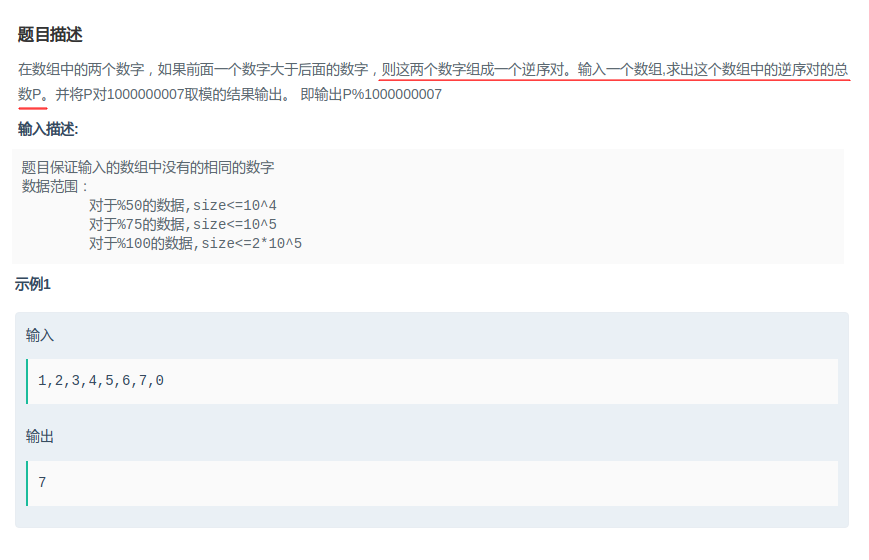 题目描述
在数组中的两个数字，如果前面一个数字大于后面的数字，则这两个数字组成一个逆序对。输入一个数组,求出这个数组中的逆序对的总
数P。并将P对1000000007取模的结果输出。 即输出P%1000000007
输入描述:
题目保证输入的数组中没有的相同的数字
数据范围：
对于%50的数据,size<=10^4
对于%75的数据,size<=10^5
对于%100的数据,size<=2*10^5
示例1
输入
1,2,3,4,5,6,7,0
输出
7